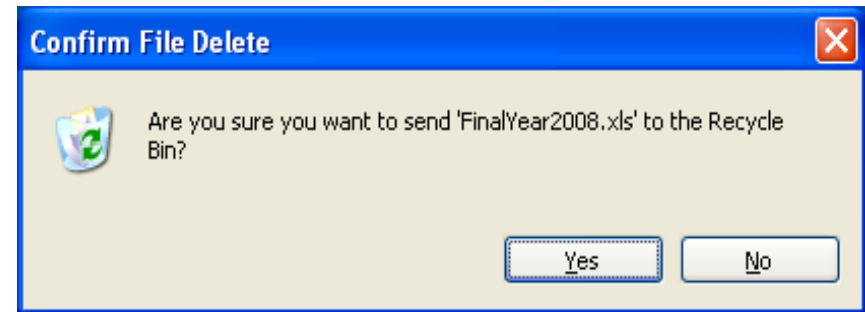 Confirm File Delete
Are you sure you want to send 'FinalYear2008.xls' to the Recycle
Bin?
Yes
No